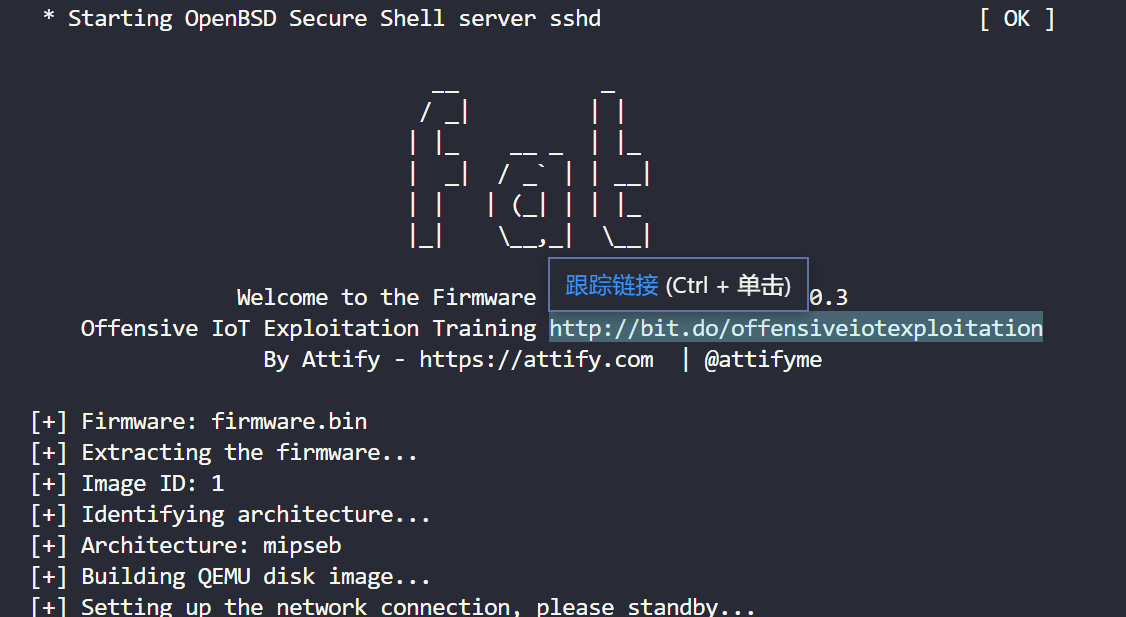 * Starting OpenBSD Secure Shell server sshd [ OK ]
  __           _
 / _|         | |
| |_    __ _  | |_
|  _|  / _` | | __|
| |   | (_| | | |_
|_|    \__,_|  \__|
跟踪链接 (Ctrl + 单击)
Welcome to the Firmware 0.3
Offensive IoT Exploitation Training http://bit.do/offensiveiotexploitation
By Attify - https://attify.com | @attifyme
[+] Firmware: firmware.bin
[+] Extracting the firmware...
[+] Image ID: 1
[+] Identifying architecture...
[+] Architecture: mipseb
[+] Building QEMU disk image...
[+] Setting up the network connection, please standby...